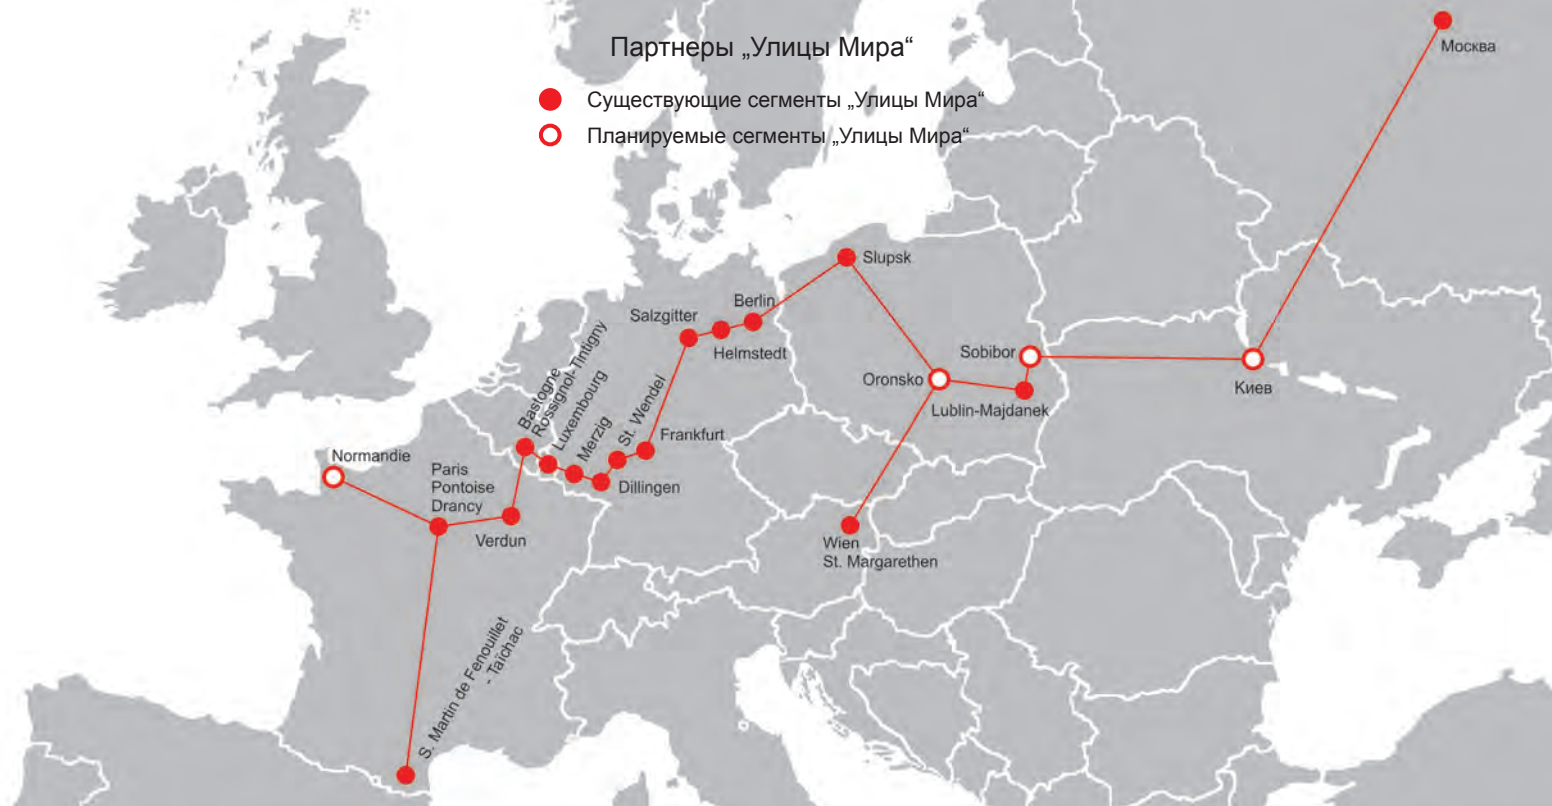 Партнеры „Улицы Мира“
Существующие сегменты „Улицы Мира“
Планируемые сегменты „Улицы Мира“
Москва
Slupsk
Berlin
Salzgitter
Helmstedt
Sobibor
Oronsko
Lublin-Majdanek
Киев
Bastogne
Rossignol-Tintigny
Luxembourg
Merzig
St. Wendel
Frankfurt
Dillingen
Normandie
Paris
Pontoise
Drancy
Verdun
Wien
St. Margarethen
S. Martin de Fenouillet
- Taïchac